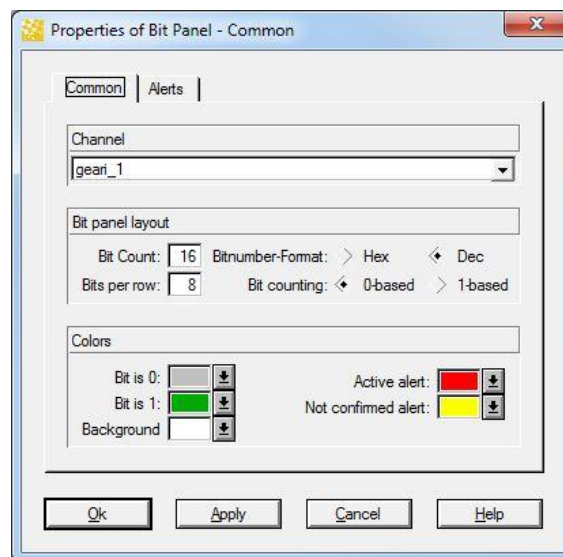 Properties of Bit Panel - Common
Common Alerts
Channel
geari_1
Bit panel layout
Bit Count: 16 Bitnumber-Format: Hex Dec
Bits per row: 8 Bit counting: 0-based 1-based
Colors
Bit is 0: Active alert:
Bit is 1: Not confirmed alert:
Background
Ok Apply Cancel Help